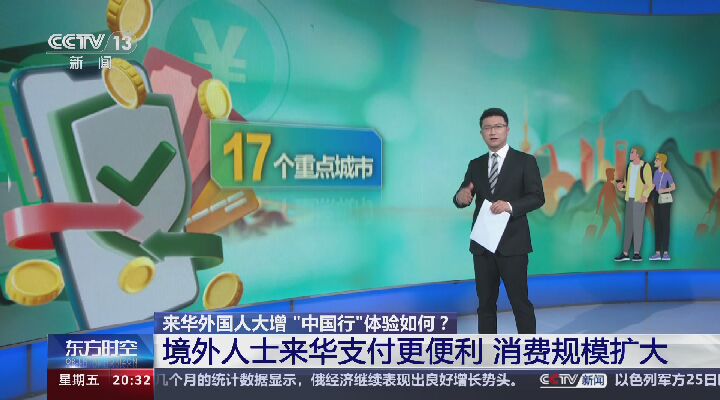 CCTV 13
新闻
¥
17个重点城市
来华外国人大增 "中国行"体验如何？
东方时空
境外人士来华支付更便利 消费规模扩大
星期五 20:32
几个月的统计数据显示，俄经济继续表现出良好增长势头。 CCTV 新闻 以色列军方25日